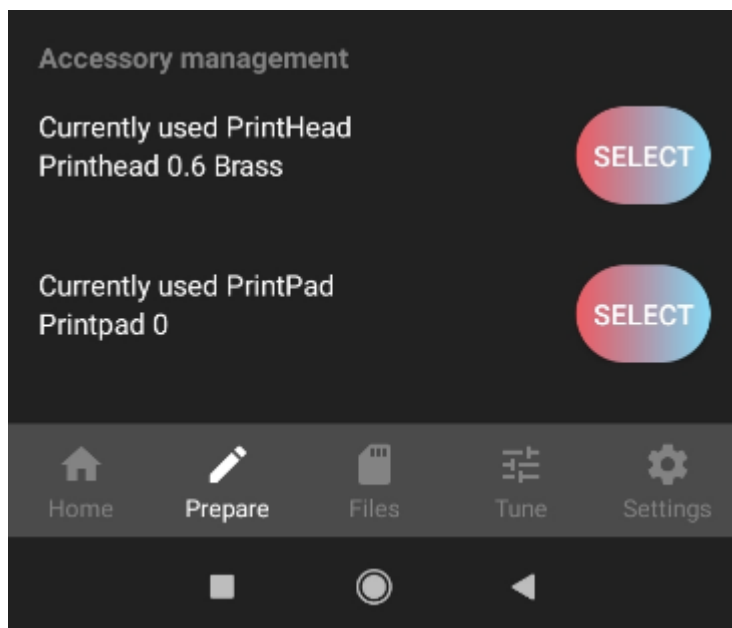 Accessory management
Currently used PrintHead
Printhead 0.6 Brass
SELECT
Currently used PrintPad
Printpad 0
SELECT
Home
Prepare
Files
Tune
Settings